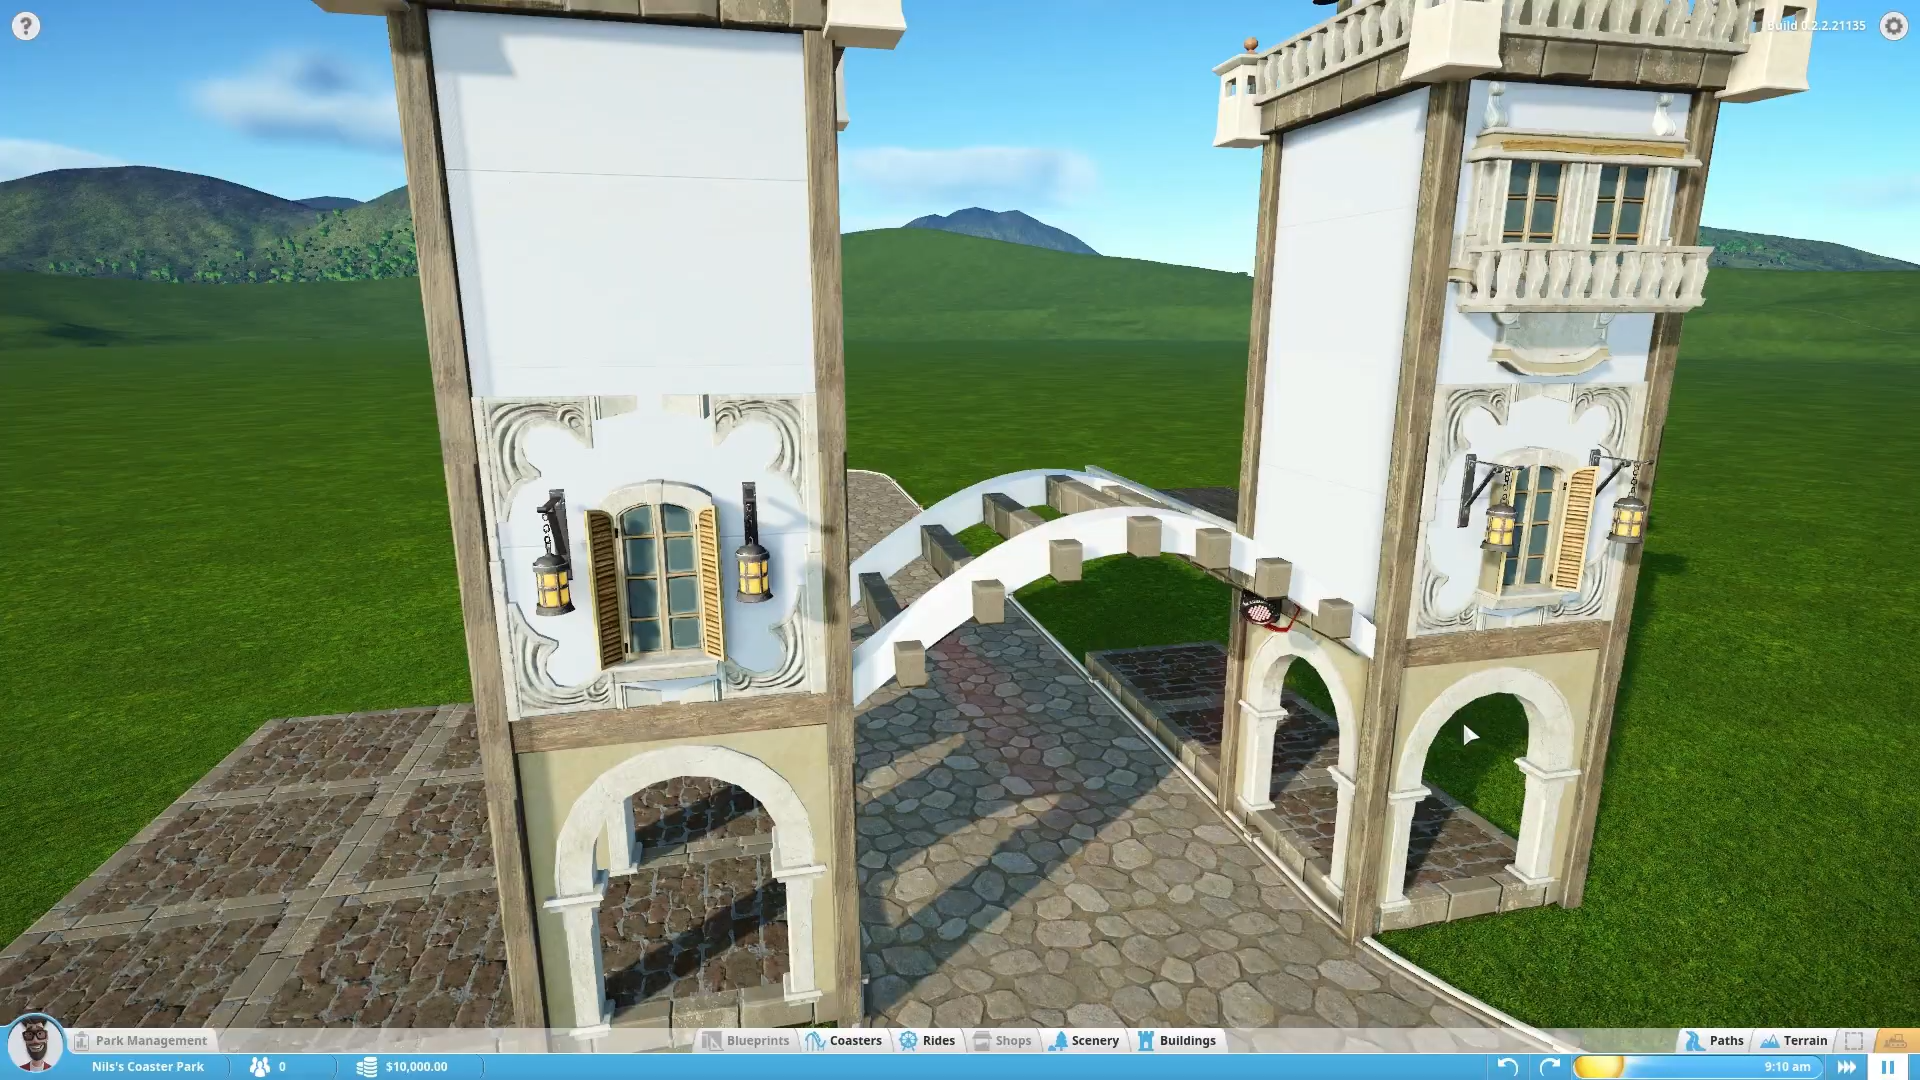 ?
Build 0.2.2.21135
Park Management
Blueprints
Coasters
Rides
Shops
Scenery
Buildings
Paths
Terrain
Nils's Coaster Park
0
$10,000.00
9:10 am